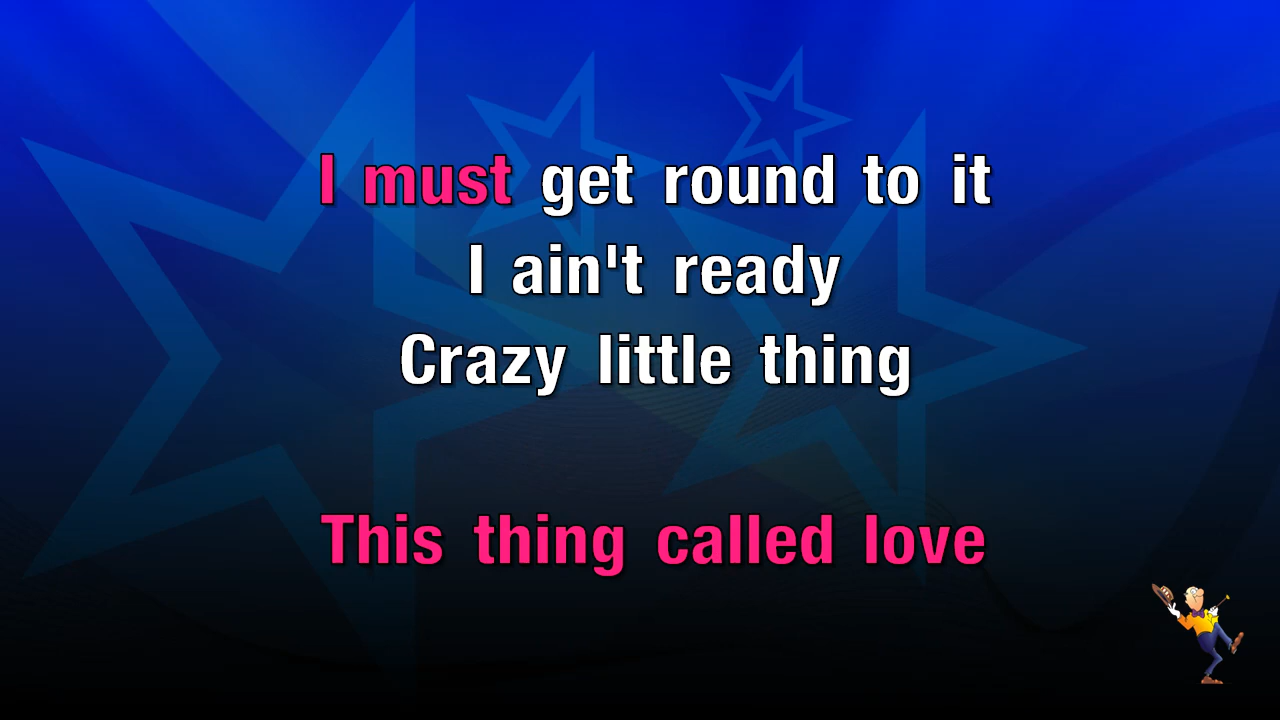 I must get round to it
I ain't ready
Crazy little thing
This thing called love